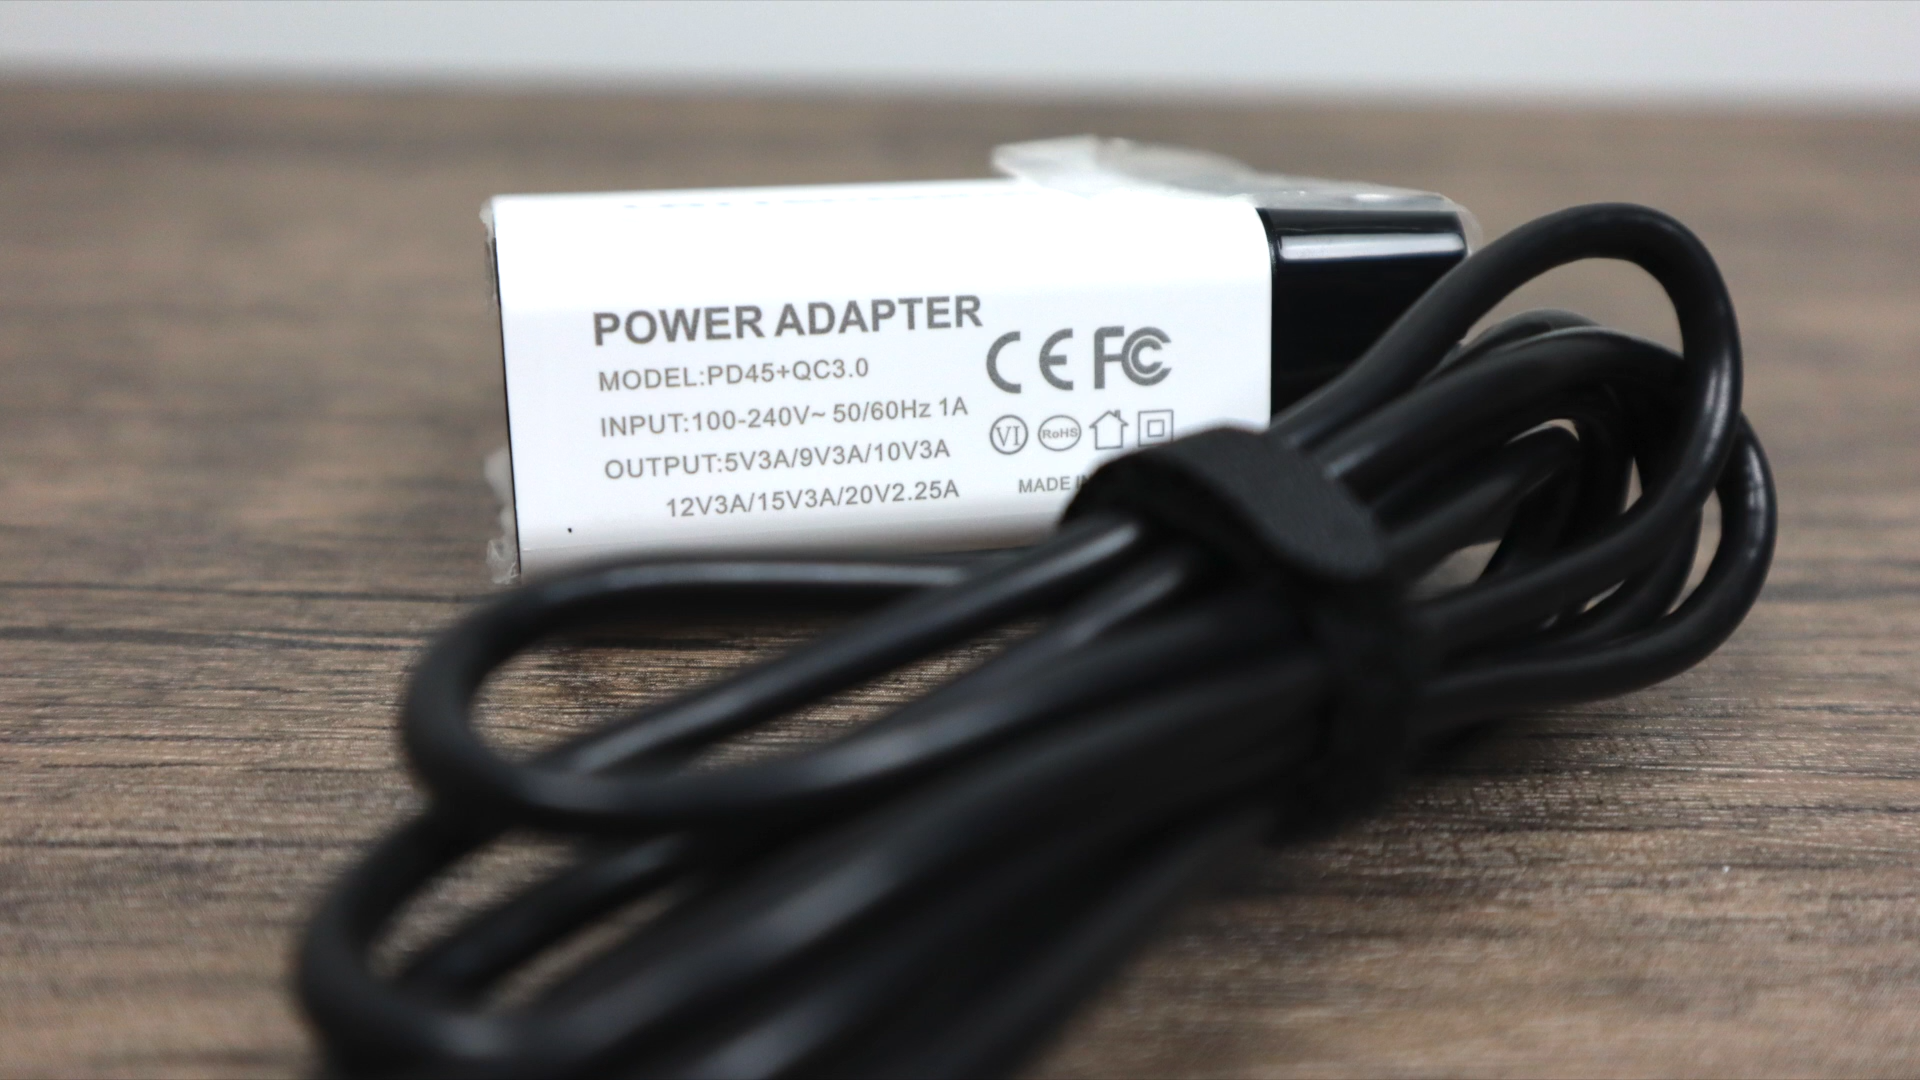 POWER ADAPTER
MODEL:PD45+QC3.0
INPUT:100-240V~ 50/60Hz 1A
OUTPUT:5V3A/9V3A/10V3A
12V3A/15V3A/20V2.25A
CE FC
VI RoHS
MADE IN